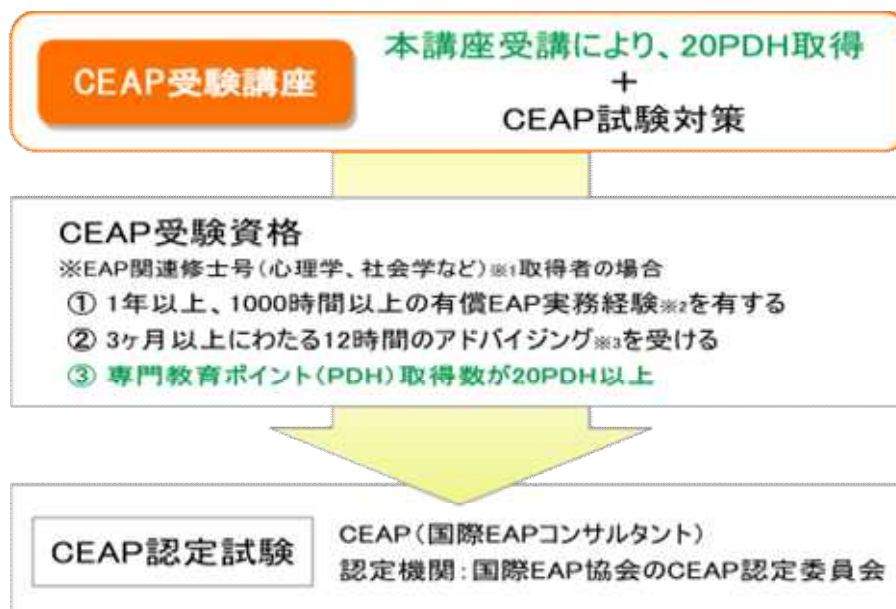 CEAP受験講座
本講座受講により、20PDH取得
+
CEAP試験対策
CEAP受験資格
※EAP関連修士号(心理学、社会学など)※1取得者の場合
① 1年以上、1000時間以上の有償EAP実務経験※2を有する
② 3ヶ月以上にわたる12時間のアドバイジング※3を受ける
③ 専門教育ポイント(PDH)取得数が20PDH以上
CEAP認定試験
CEAP(国際EAPコンサルタント)
認定機関:国際EAP協会のCEAP認定委員会